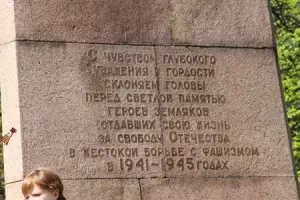 С ЧУВСТВОМ ГЛУБОКОГО
УВАЖЕНИЯ И ГОРДОСТИ
СКЛОНЯЕМ ГОЛОВЫ
ПЕРЕД СВЕТЛОЙ ПАМЯТЬЮ
ГЕРОЕВ ЗЕМЛЯКОВ
ОТДАВШИХ СВОЮ ЖИЗНЬ
ЗА СВОБОДУ ОТЕЧЕСТВА
В ЖЕСТОКОЙ БОРЬБЕ С ФАШИЗМОМ
В 1941-1945 ГОДАХ